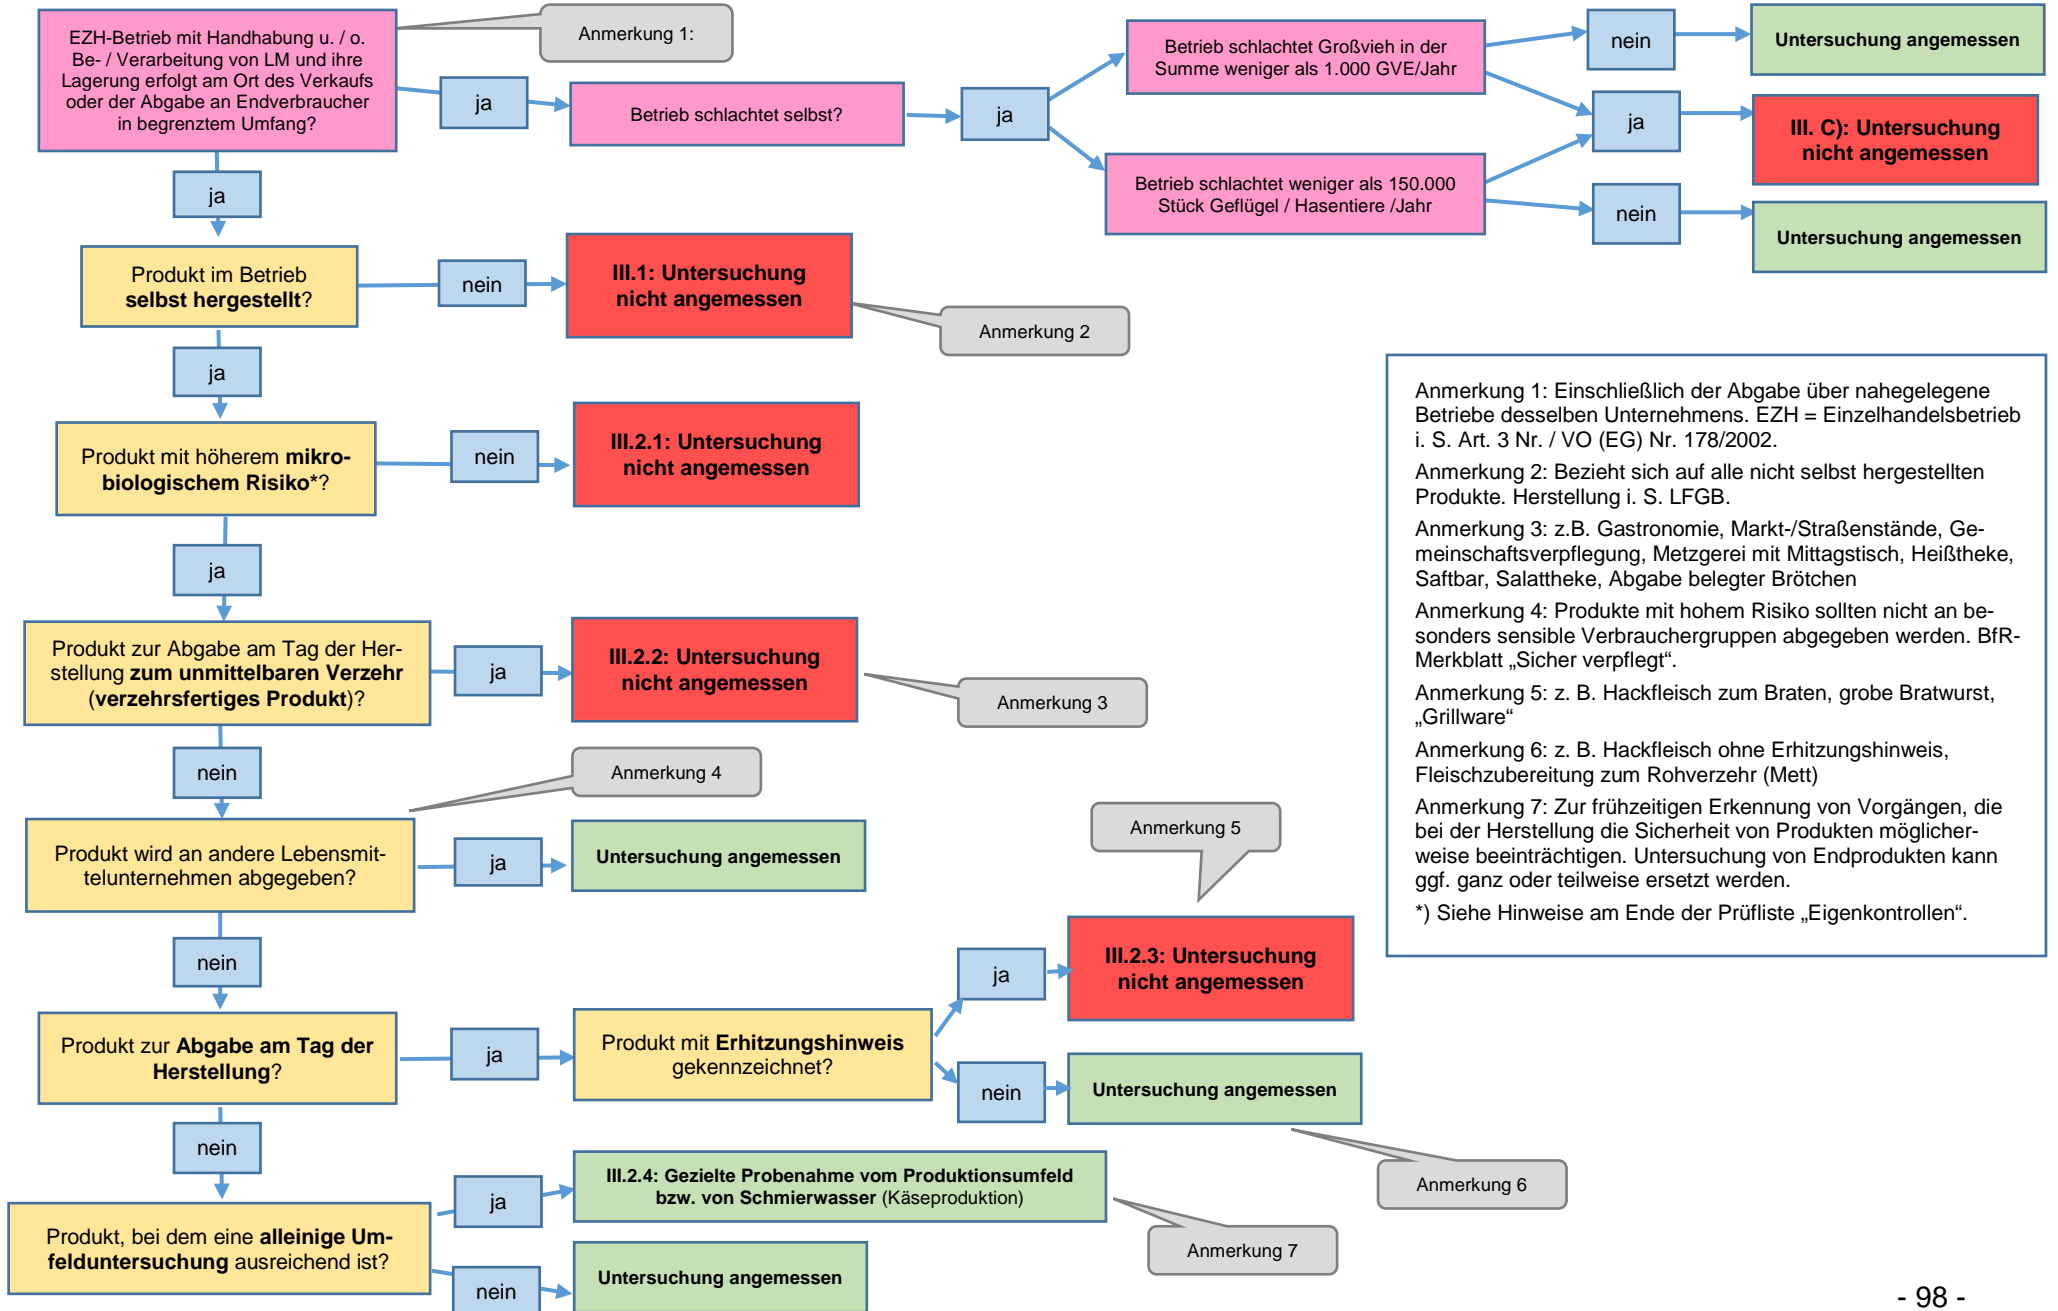 EZH-Betrieb mit Handhabung u. / o.
Be- / Verarbeitung von LM und ihre
Lagerung erfolgt am Ort des Verkaufs
oder der Abgabe an Endverbraucher
in begrenztem Umfang?
Anmerkung 1:
ja
Betrieb schlachtet selbst?
ja
Betrieb schlachtet Großvieh in der
Summe weniger als 1.000 GVE/Jahr
nein
Untersuchung angemessen
ja
III. C): Untersuchung
nicht angemessen
Betrieb schlachtet weniger als 150.000
Stück Geflügel / Hasentiere /Jahr
nein
Untersuchung angemessen
ja
Produkt im Betrieb
selbst hergestellt?
nein
III.1: Untersuchung
nicht angemessen
Anmerkung 2
ja
Produkt mit höherem mikro-
biologischem Risiko*?
nein
III.2.1: Untersuchung
nicht angemessen
ja
Produkt zur Abgabe am Tag der Her-
stellung zum unmittelbaren Verzehr
(verzehrsfertiges Produkt)?
ja
III.2.2: Untersuchung
nicht angemessen
Anmerkung 3
nein
Anmerkung 4
Produkt wird an andere Lebensmit-
telunternehmen abgegeben?
ja
Untersuchung angemessen
nein
Produkt zur Abgabe am Tag der
Herstellung?
ja
Produkt mit Erhitzungshinweis
gekennzeichnet?
ja
III.2.3: Untersuchung
nicht angemessen
Anmerkung 5
nein
Untersuchung angemessen
Anmerkung 6
nein
Produkt, bei dem eine alleinige Um-
felduntersuchung ausreichend ist?
ja
III.2.4: Gezielte Probenahme vom Produktionsumfeld
bzw. von Schmierwasser (Käseproduktion)
Anmerkung 7
nein
Untersuchung angemessen
Anmerkung 1: Einschließlich der Abgabe über nahegelegene
Betriebe desselben Unternehmens. EZH = Einzelhandelsbetrieb
i. S. Art. 3 Nr. / VO (EG) Nr. 178/2002.
Anmerkung 2: Bezieht sich auf alle nicht selbst hergestellten
Produkte. Herstellung i. S. LFGB.
Anmerkung 3: z.B. Gastronomie, Markt-/Straßenstände, Ge-
meinschaftsverpflegung, Metzgerei mit Mittagstisch, Heißtheke,
Saftbar, Salattheke, Abgabe belegter Brötchen
Anmerkung 4: Produkte mit hohem Risiko sollten nicht an be-
sonders sensible Verbrauchergruppen abgegeben werden. BfR-
Merkblatt „Sicher verpflegt“.
Anmerkung 5: z. B. Hackfleisch zum Braten, grobe Bratwurst,
„Grillware“
Anmerkung 6: z. B. Hackfleisch ohne Erhitzungshinweis,
Fleischzubereitung zum Rohverzehr (Mett)
Anmerkung 7: Zur frühzeitigen Erkennung von Vorgängen, die
bei der Herstellung die Sicherheit von Produkten möglicher-
weise beeinträchtigen. Untersuchung von Endprodukten kann
ggf. ganz oder teilweise ersetzt werden.
*) Siehe Hinweise am Ende der Prüfliste „Eigenkontrollen“.
- 98 -